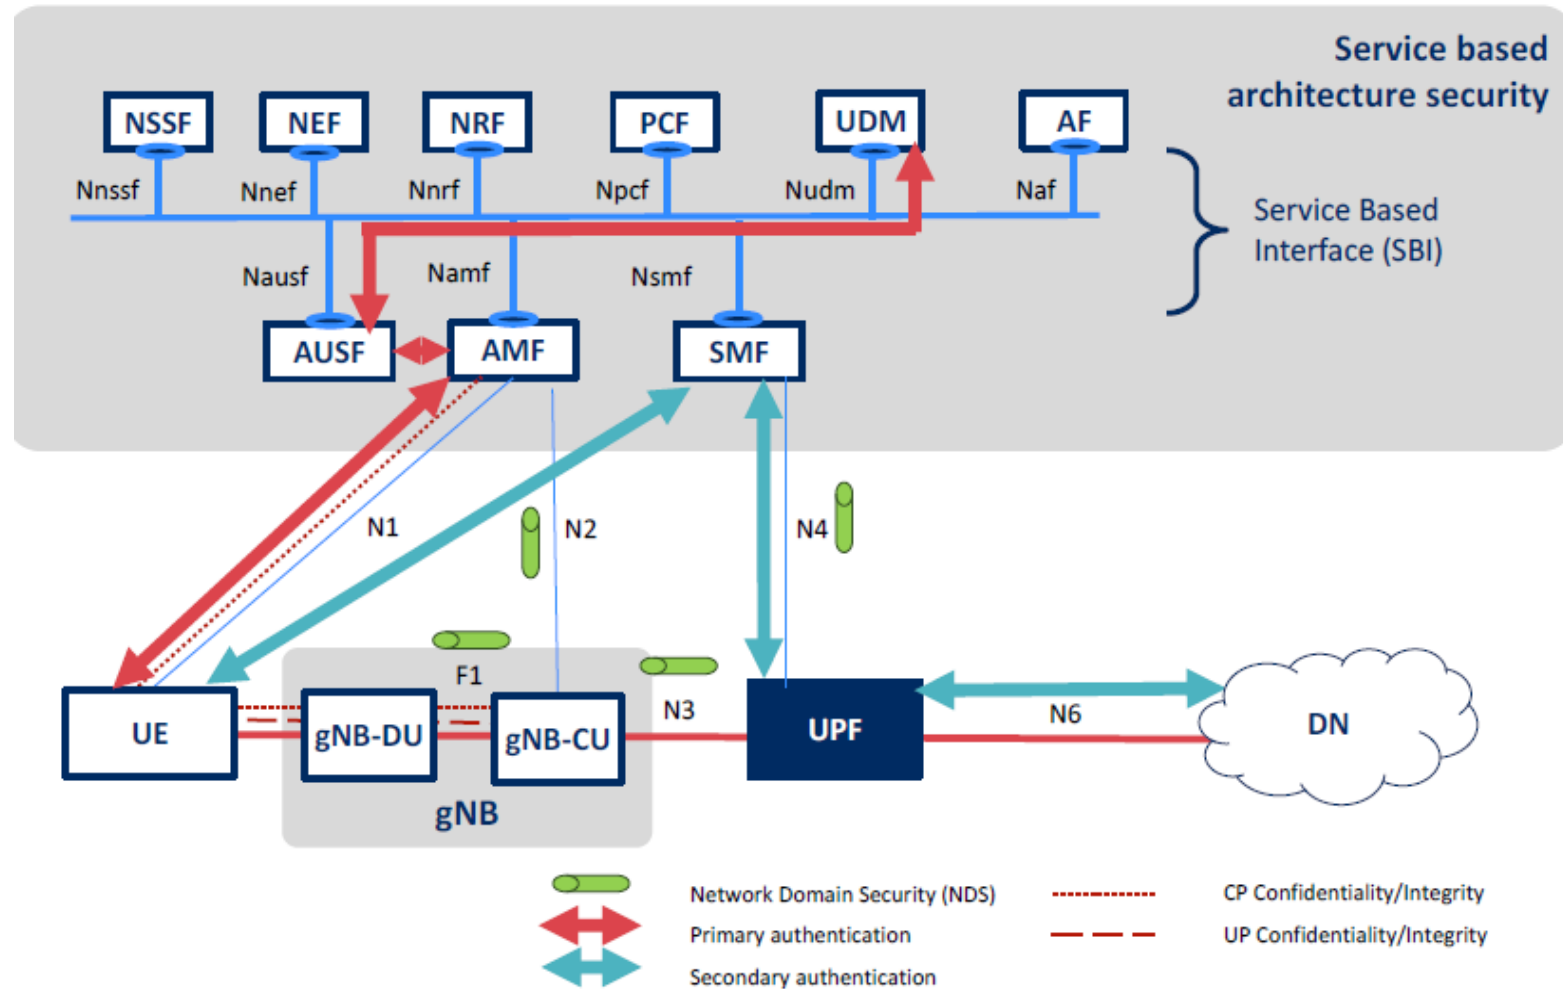 Service based
architecture security
NSSF
NEF
NRF
PCF
UDM
AF
Nnssf
Nnef
Nnrf
Npcf
Nudm
Naf
Service Based
Interface (SBI)
Nausf
Namf
Nsmf
AUSF
AMF
SMF
N1
N2
N4
F1
N3
N6
UE
gNB-DU
gNB-CU
UPF
DN
gNB
Network Domain Security (NDS)
CP Confidentiality/Integrity
Primary authentication
UP Confidentiality/Integrity
Secondary authentication